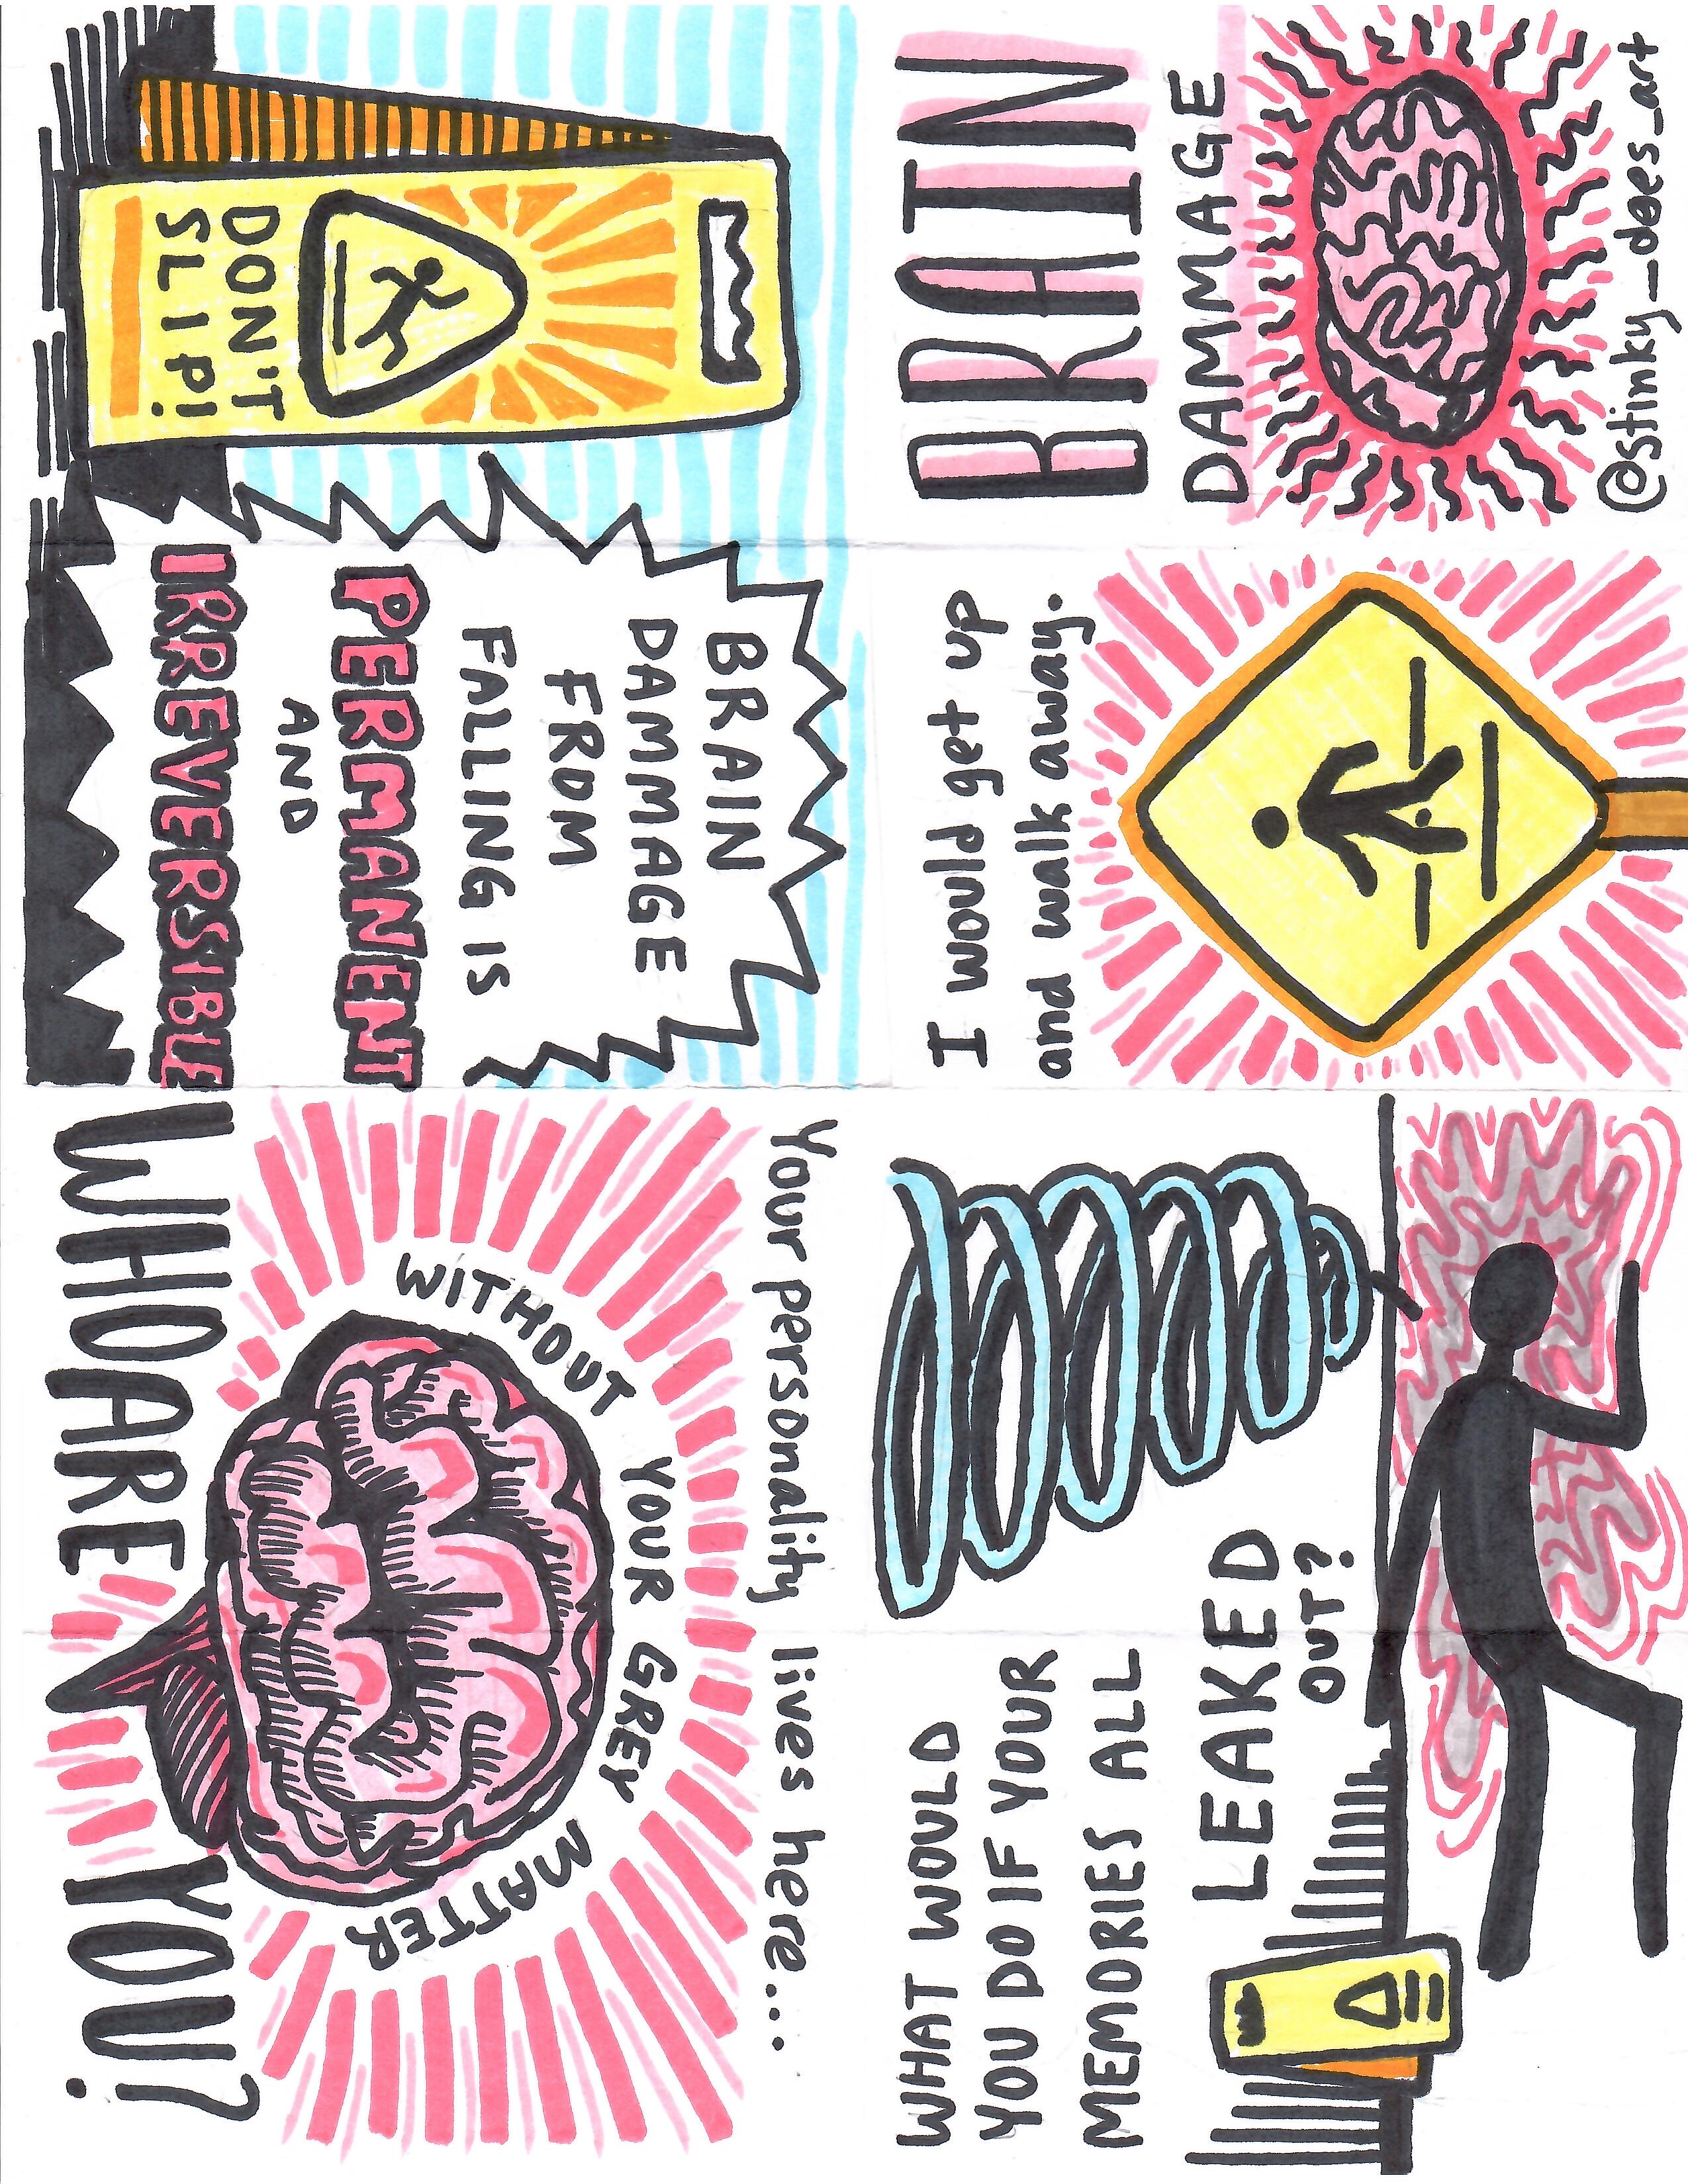 BRAIN
DAMMAGE
@stinky_does_art
DON'T
SLIP!
BRAIN
DAMMAGE
FROM
FALLING IS
PERMANENT
AND
IRREVERSIBLE
Your personality lives here...
WITHOUT YOUR GREY MATTER
WHO ARE YOU?
WHAT WOULD
YOU DO IF YOUR
MEMORIES ALL
LEAKED
OUT?
I would get up
and walk away.